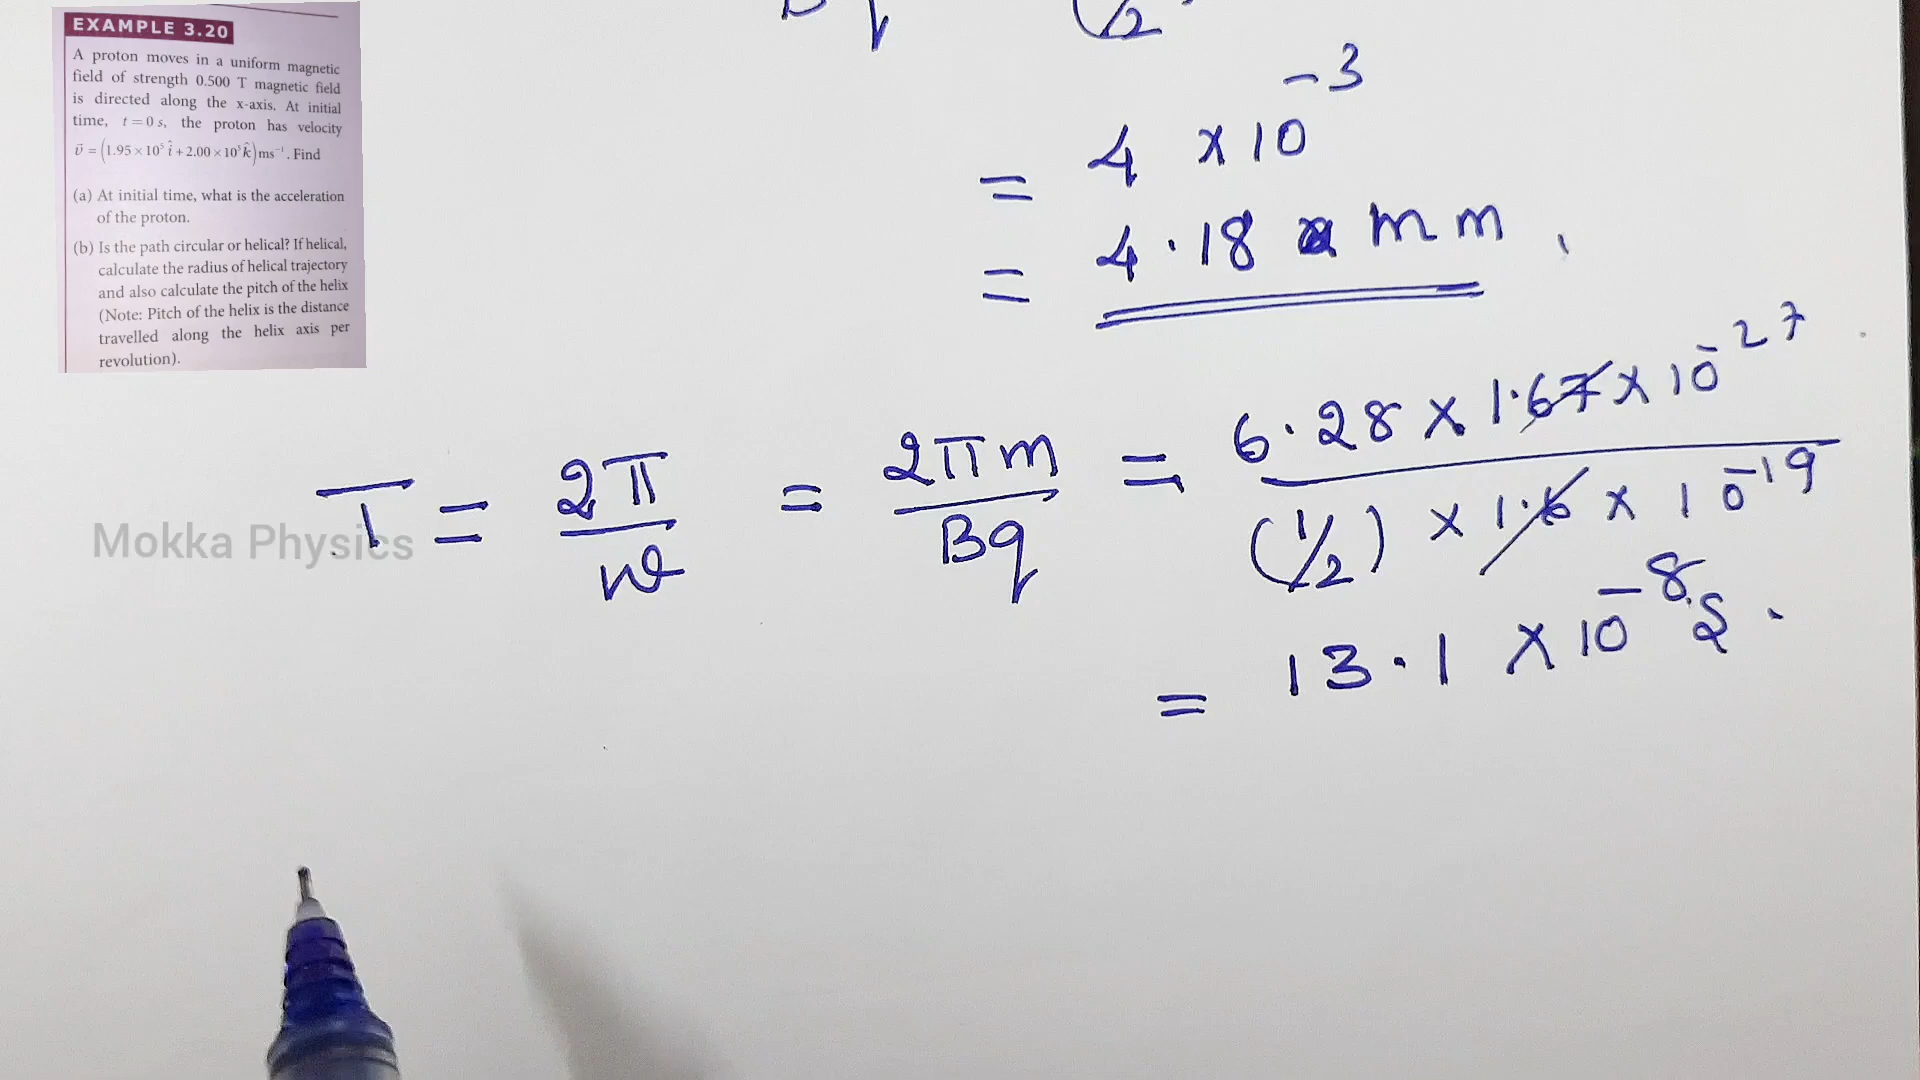 EXAMPLE 3.20
A proton moves in a uniform magnetic
field of strength 0.500 T magnetic field
is directed along the x-axis. At initial
time, t = 0 s, the proton has velocity
v⃗ = (1.95 × 10⁵ î + 2.00 × 10⁵ k̂) ms⁻¹. Find
(a) At initial time, what is the acceleration
of the proton.
(b) Is the path circular or helical? If helical,
calculate the radius of helical trajectory
and also calculate the pitch of the helix
(Note: Pitch of the helix is the distance
travelled along the helix axis per
revolution).
(1/2)
= 4 × 10⁻³
= 4.18 mm.
T = 2π/ω = 2πm/Bq = 6.28 × 1.67 × 10⁻²⁷ / (1/2) × 1.6 × 10⁻¹⁹
= 13.1 × 10⁻⁸ s.
Mokka Physics